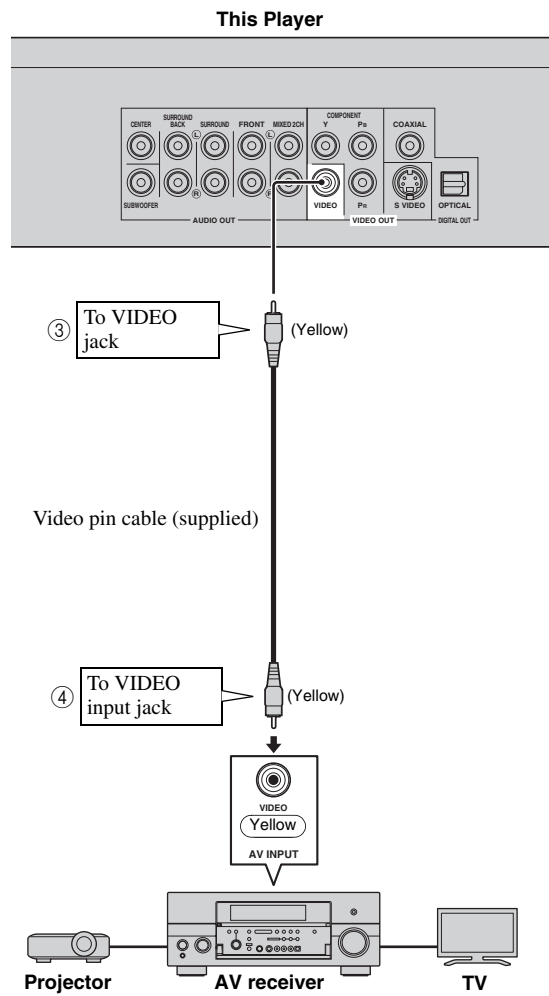 This Player
CENTER
SURROUND
BACK
SURROUND
FRONT
MIXED 2CH
COMPONENT
Y
PB
COAXIAL
L
L
R
R
SUBWOOFER
VIDEO
PR
S VIDEO
OPTICAL
AUDIO OUT
VIDEO OUT
DIGITAL OUT
③ To VIDEO
jack
(Yellow)
Video pin cable (supplied)
④ To VIDEO
input jack
(Yellow)
VIDEO
Yellow
AV INPUT
Projector
AV receiver
TV